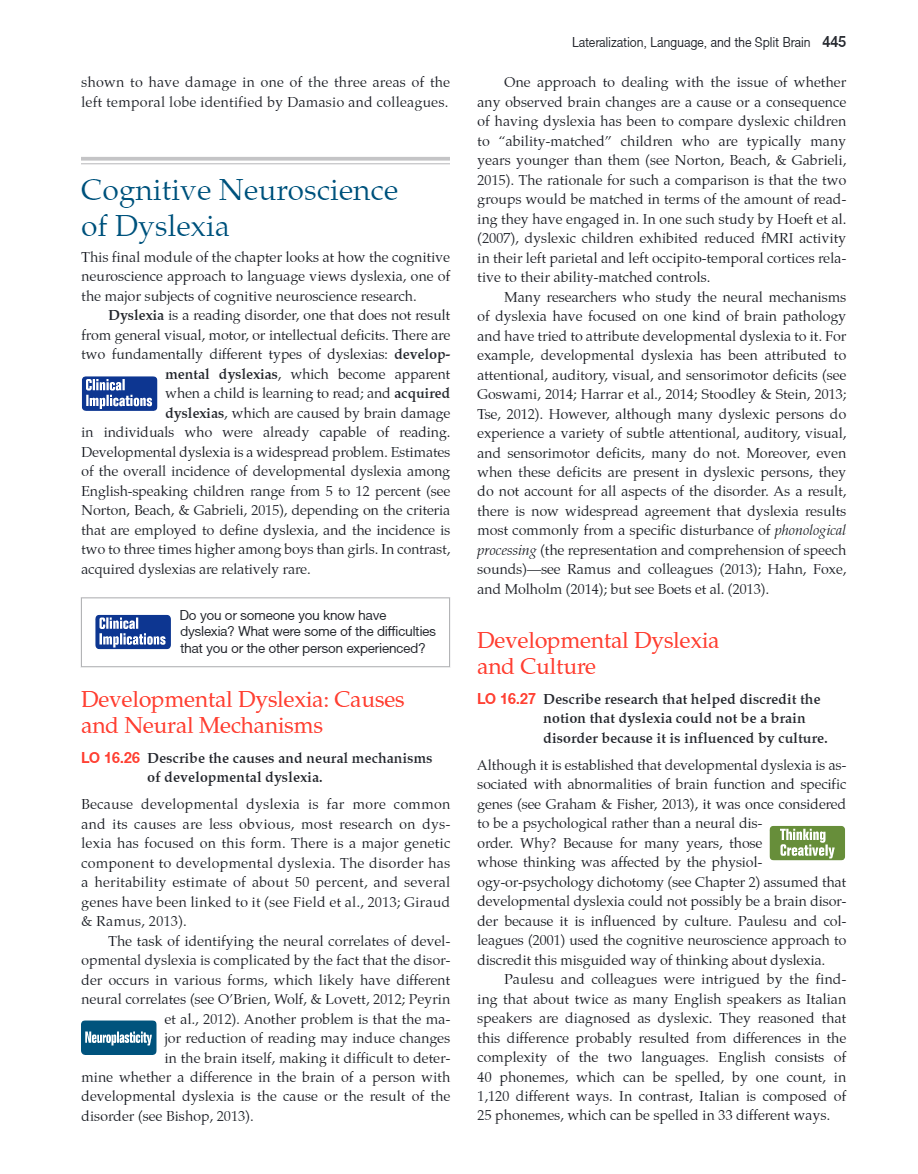 Lateralization, Language, and the Split Brain 445
shown to have damage in one of the three areas of the
left temporal lobe identified by Damasio and colleagues.
Cognitive Neuroscience
of Dyslexia
This final module of the chapter looks at how the cognitive
neuroscience approach to language views dyslexia, one of
the major subjects of cognitive neuroscience research.
Dyslexia is a reading disorder, one that does not result
from general visual, motor, or intellectual deficits. There are
two fundamentally different types of dyslexias: develop-
mental dyslexias, which become apparent
Clinical
Implications
when a child is learning to read; and acquired
dyslexias, which are caused by brain damage
in individuals who were already capable of reading.
Developmental dyslexia is a widespread problem. Estimates
of the overall incidence of developmental dyslexia among
English-speaking children range from 5 to 12 percent (see
Norton, Beach, & Gabrieli, 2015), depending on the criteria
that are employed to define dyslexia, and the incidence is
two to three times higher among boys than girls. In contrast,
acquired dyslexias are relatively rare.
Clinical
Implications
Do you or someone you know have
dyslexia? What were some of the difficulties
that you or the other person experienced?
Developmental Dyslexia: Causes
and Neural Mechanisms
LO 16.26 Describe the causes and neural mechanisms
of developmental dyslexia.
Because developmental dyslexia is far more common
and its causes are less obvious, most research on dys-
lexia has focused on this form. There is a major genetic
component to developmental dyslexia. The disorder has
a heritability estimate of about 50 percent, and several
genes have been linked to it (see Field et al., 2013; Giraud
& Ramus, 2013).
The task of identifying the neural correlates of devel-
opmental dyslexia is complicated by the fact that the disor-
der occurs in various forms, which likely have different
neural correlates (see O'Brien, Wolf, & Lovett, 2012; Peyrin
et al., 2012). Another problem is that the ma-
Neuroplasticity
jor reduction of reading may induce changes
in the brain itself, making it difficult to deter-
mine whether a difference in the brain of a person with
developmental dyslexia is the cause or the result of the
disorder (see Bishop, 2013).
One approach to dealing with the issue of whether
any observed brain changes are a cause or a consequence
of having dyslexia has been to compare dyslexic children
to “ability-matched” children who are typically many
years younger than them (see Norton, Beach, & Gabrieli,
2015). The rationale for such a comparison is that the two
groups would be matched in terms of the amount of read-
ing they have engaged in. In one such study by Hoeft et al.
(2007), dyslexic children exhibited reduced fMRI activity
in their left parietal and left occipito-temporal cortices rela-
tive to their ability-matched controls.
Many researchers who study the neural mechanisms
of dyslexia have focused on one kind of brain pathology
and have tried to attribute developmental dyslexia to it. For
example, developmental dyslexia has been attributed to
attentional, auditory, visual, and sensorimotor deficits (see
Goswami, 2014; Harrar et al., 2014; Stoodley & Stein, 2013;
Tse, 2012). However, although many dyslexic persons do
experience a variety of subtle attentional, auditory, visual,
and sensorimotor deficits, many do not. Moreover, even
when these deficits are present in dyslexic persons, they
do not account for all aspects of the disorder. As a result,
there is now widespread agreement that dyslexia results
most commonly from a specific disturbance of phonological
processing (the representation and comprehension of speech
sounds)—see Ramus and colleagues (2013); Hahn, Foxe,
and Molholm (2014); but see Boets et al. (2013).
Developmental Dyslexia
and Culture
LO 16.27 Describe research that helped discredit the
notion that dyslexia could not be a brain
disorder because it is influenced by culture.
Although it is established that developmental dyslexia is as-
sociated with abnormalities of brain function and specific
genes (see Graham & Fisher, 2013), it was once considered
to be a psychological rather than a neural dis-
Thinking
Creatively
order. Why? Because for many years, those
whose thinking was affected by the physiol-
ogy-or-psychology dichotomy (see Chapter 2) assumed that
developmental dyslexia could not possibly be a brain disor-
der because it is influenced by culture. Paulesu and col-
leagues (2001) used the cognitive neuroscience approach to
discredit this misguided way of thinking about dyslexia.
Paulesu and colleagues were intrigued by the find-
ing that about twice as many English speakers as Italian
speakers are diagnosed as dyslexic. They reasoned that
this difference probably resulted from differences in the
complexity of the two languages. English consists of
40 phonemes, which can be spelled, by one count, in
1,120 different ways. In contrast, Italian is composed of
25 phonemes, which can be spelled in 33 different ways.